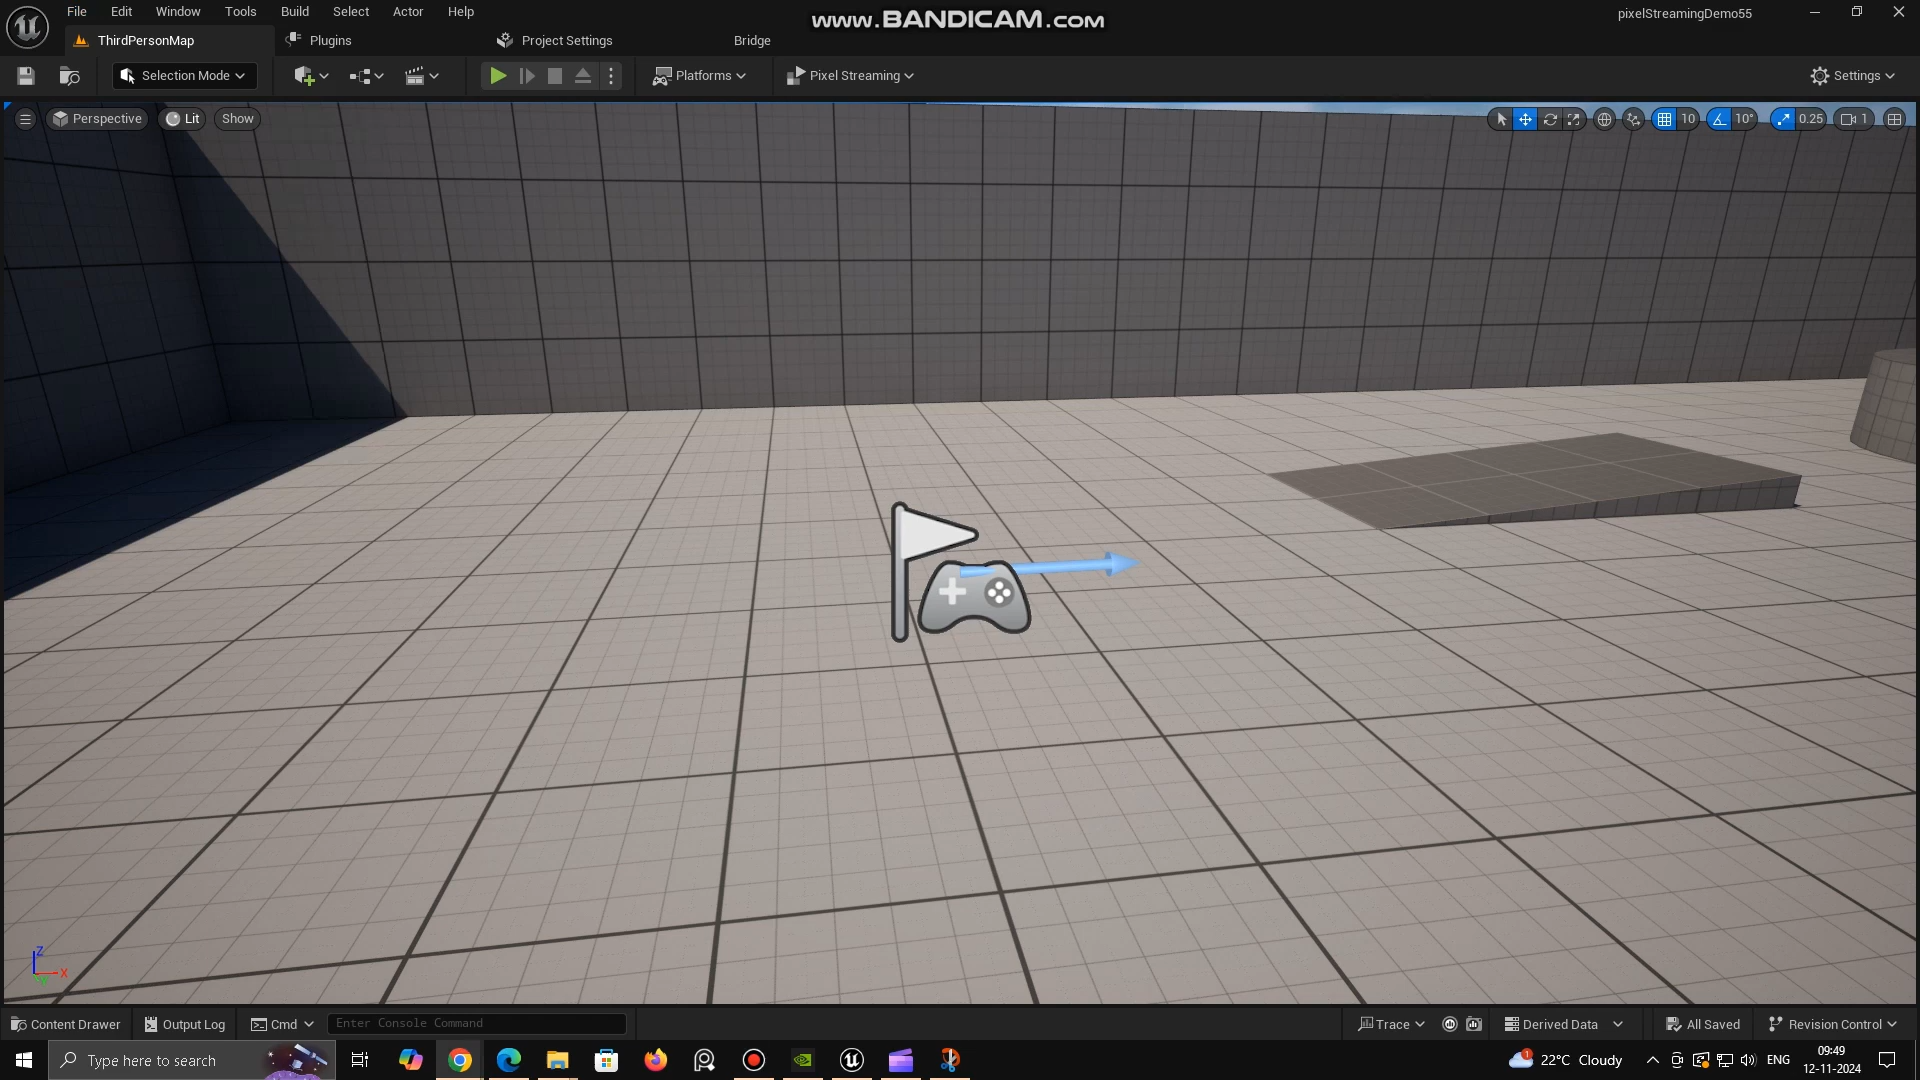 File Edit Window Tools Build Select Actor Help
www.BANDICAM.com
pixelStreamingDemo55
ThirdPersonMap
Plugins
Project Settings
Bridge
Selection Mode
Platforms
Pixel Streaming
Settings
Perspective
Lit
Show
10
10°
0.25
1
Z
X
Y
Content Drawer
Output Log
Cmd
Enter Console Command
Trace
Derived Data
All Saved
Revision Control
Type here to search
1
22°C Cloudy
ENG
09:49
12-11-2024